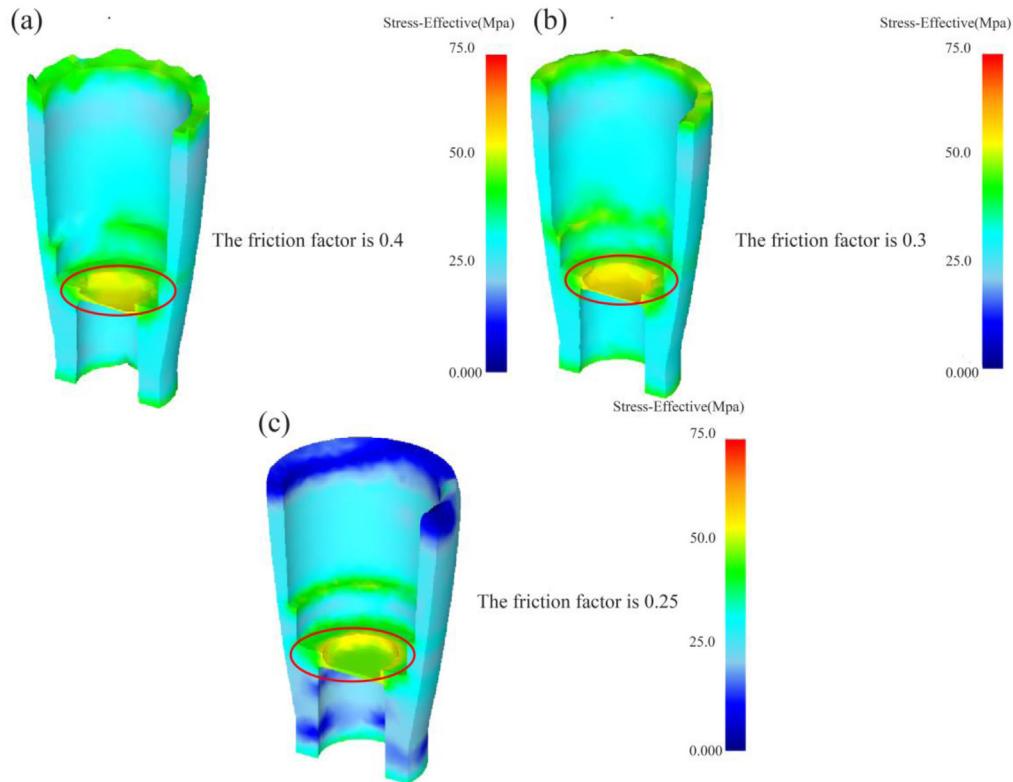 (a)
Stress-Effective(Mpa)
75.0
50.0
25.0
0.000
The friction factor is 0.4
(b)
Stress-Effective(Mpa)
75.0
50.0
25.0
0.000
The friction factor is 0.3
(c)
Stress-Effective(Mpa)
75.0
50.0
25.0
0.000
The friction factor is 0.25